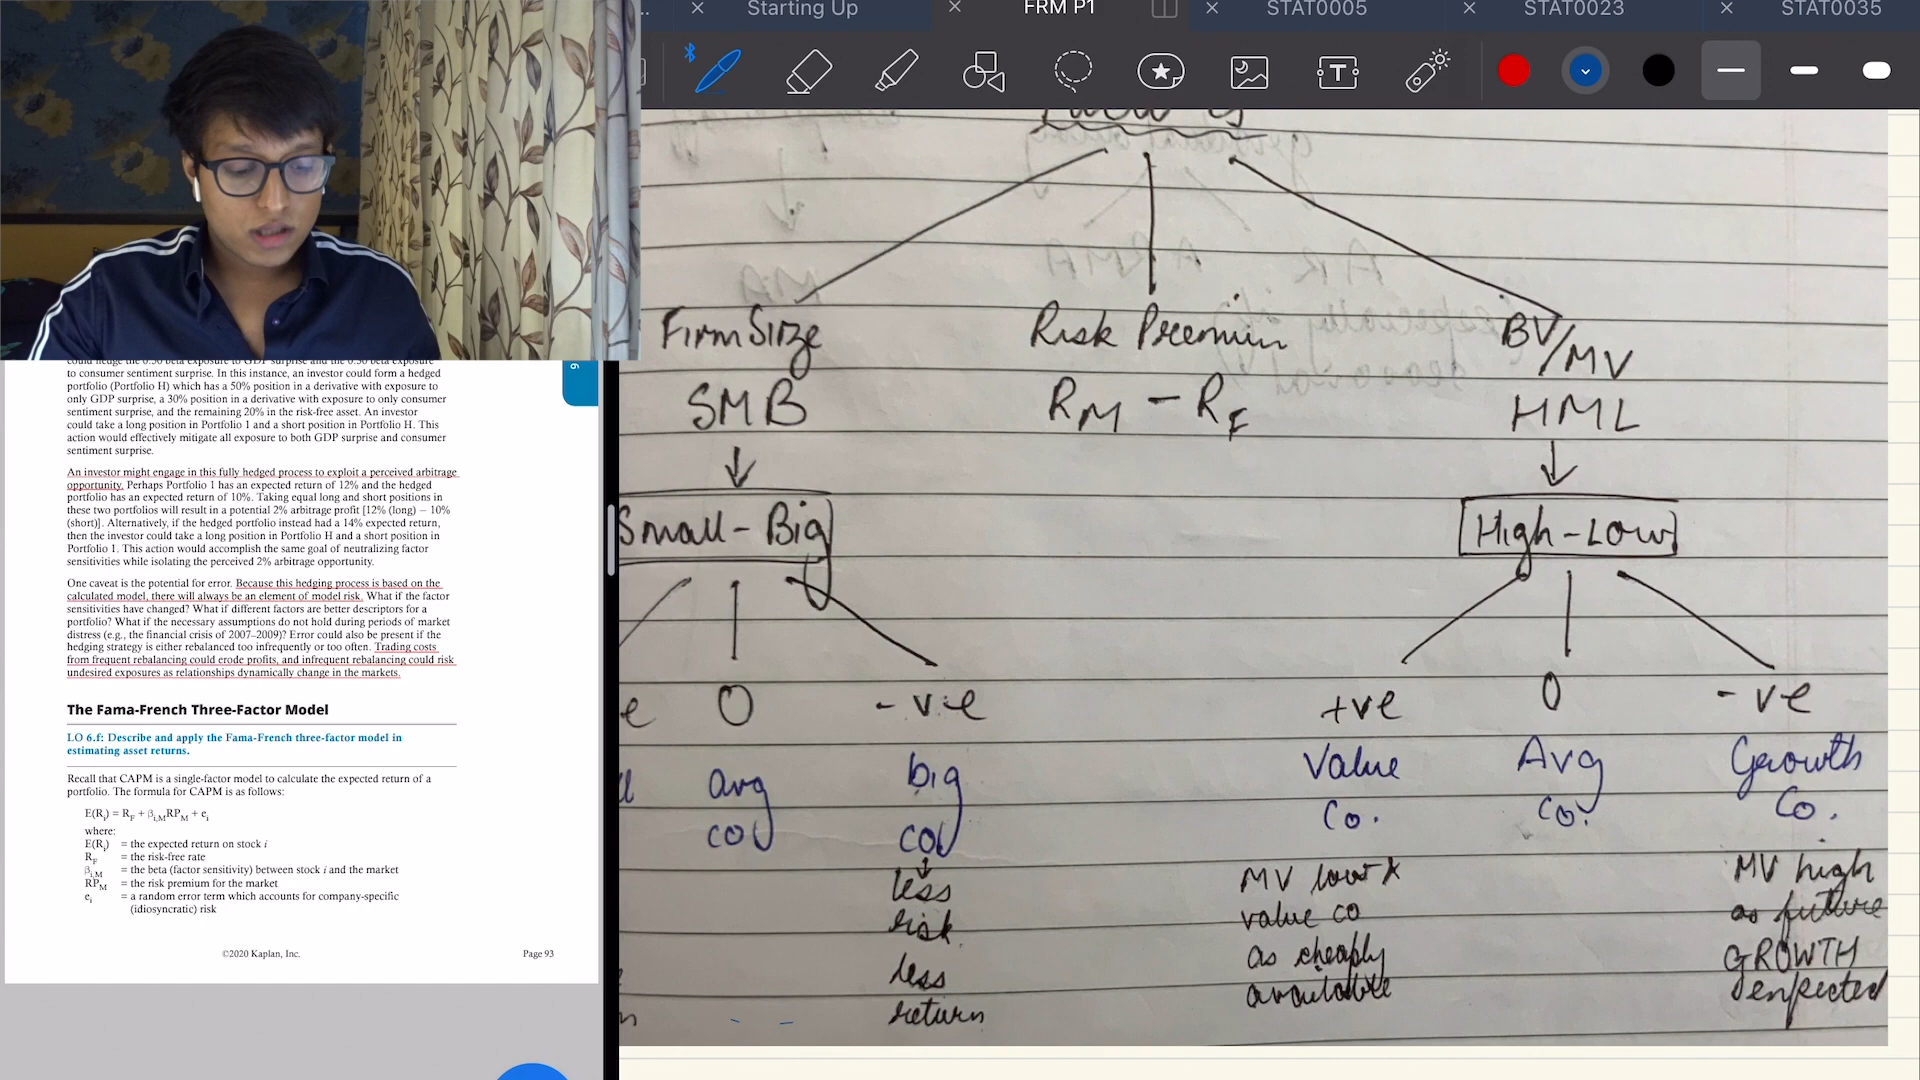 Starting Up
FRM P1
STAT0005
STAT0023
STAT0035
6
to consumer sentiment surprise. In this instance, an investor could form a hedged
portfolio (Portfolio H) which has a 50% position in a derivative with exposure to
only GDP surprise, a 30% position in a derivative with exposure to only consumer
sentiment surprise, and the remaining 20% in the risk-free asset. An investor
could take a long position in Portfolio 1 and a short position in Portfolio H. This
action would effectively mitigate all exposure to both GDP surprise and consumer
sentiment surprise.
An investor might engage in this fully hedged process to exploit a perceived arbitrage
opportunity. Perhaps Portfolio 1 has an expected return of 12% and the hedged
portfolio has an expected return of 10%. Taking equal long and short positions in
these two portfolios will result in a potential 2% arbitrage profit [12% (long) − 10%
(short)]. Alternatively, if the hedged portfolio instead had a 14% expected return,
then the investor could take a long position in Portfolio H and a short position in
Portfolio 1. This action would accomplish the same goal of neutralizing factor
sensitivities while isolating the perceived 2% arbitrage opportunity.
One caveat is the potential for error. Because this hedging process is based on the
calculated model, there will always be an element of model risk. What if the factor
sensitivities have changed? What if different factors are better descriptors for a
portfolio? What if the necessary assumptions do not hold during periods of market
distress (e.g., the financial crisis of 2007–2009)? Error could also be present if the
hedging strategy is either rebalanced too infrequently or too often. Trading costs
from frequent rebalancing could erode profits, and infrequent rebalancing could risk
undesired exposures as relationships dynamically change in the markets.
The Fama-French Three-Factor Model
LO 6.f: Describe and apply the Fama-French three-factor model in
estimating asset returns.
Recall that CAPM is a single-factor model to calculate the expected return of a
portfolio. The formula for CAPM is as follows:
E(Ri) = RF + βi,MRPM + ei
where:
E(Ri) = the expected return on stock i
RF = the risk-free rate
βi,M = the beta (factor sensitivity) between stock i and the market
RPM = the risk premium for the market
ei = a random error term which accounts for company-specific
(idiosyncratic) risk
©2020 Kaplan, Inc. Page 93
Firm Size
SMB
Small - Big
0
-ve
avg
co
big
co
less
risk.
less
return
Risk Premium
RM - RF
BV/MV
HML
High - Low
+ve
0
-ve
Value
Co.
Avg
Co.
Growth
Co.
MV low
value co
as cheaply
available
MV high
as future
GROWTH